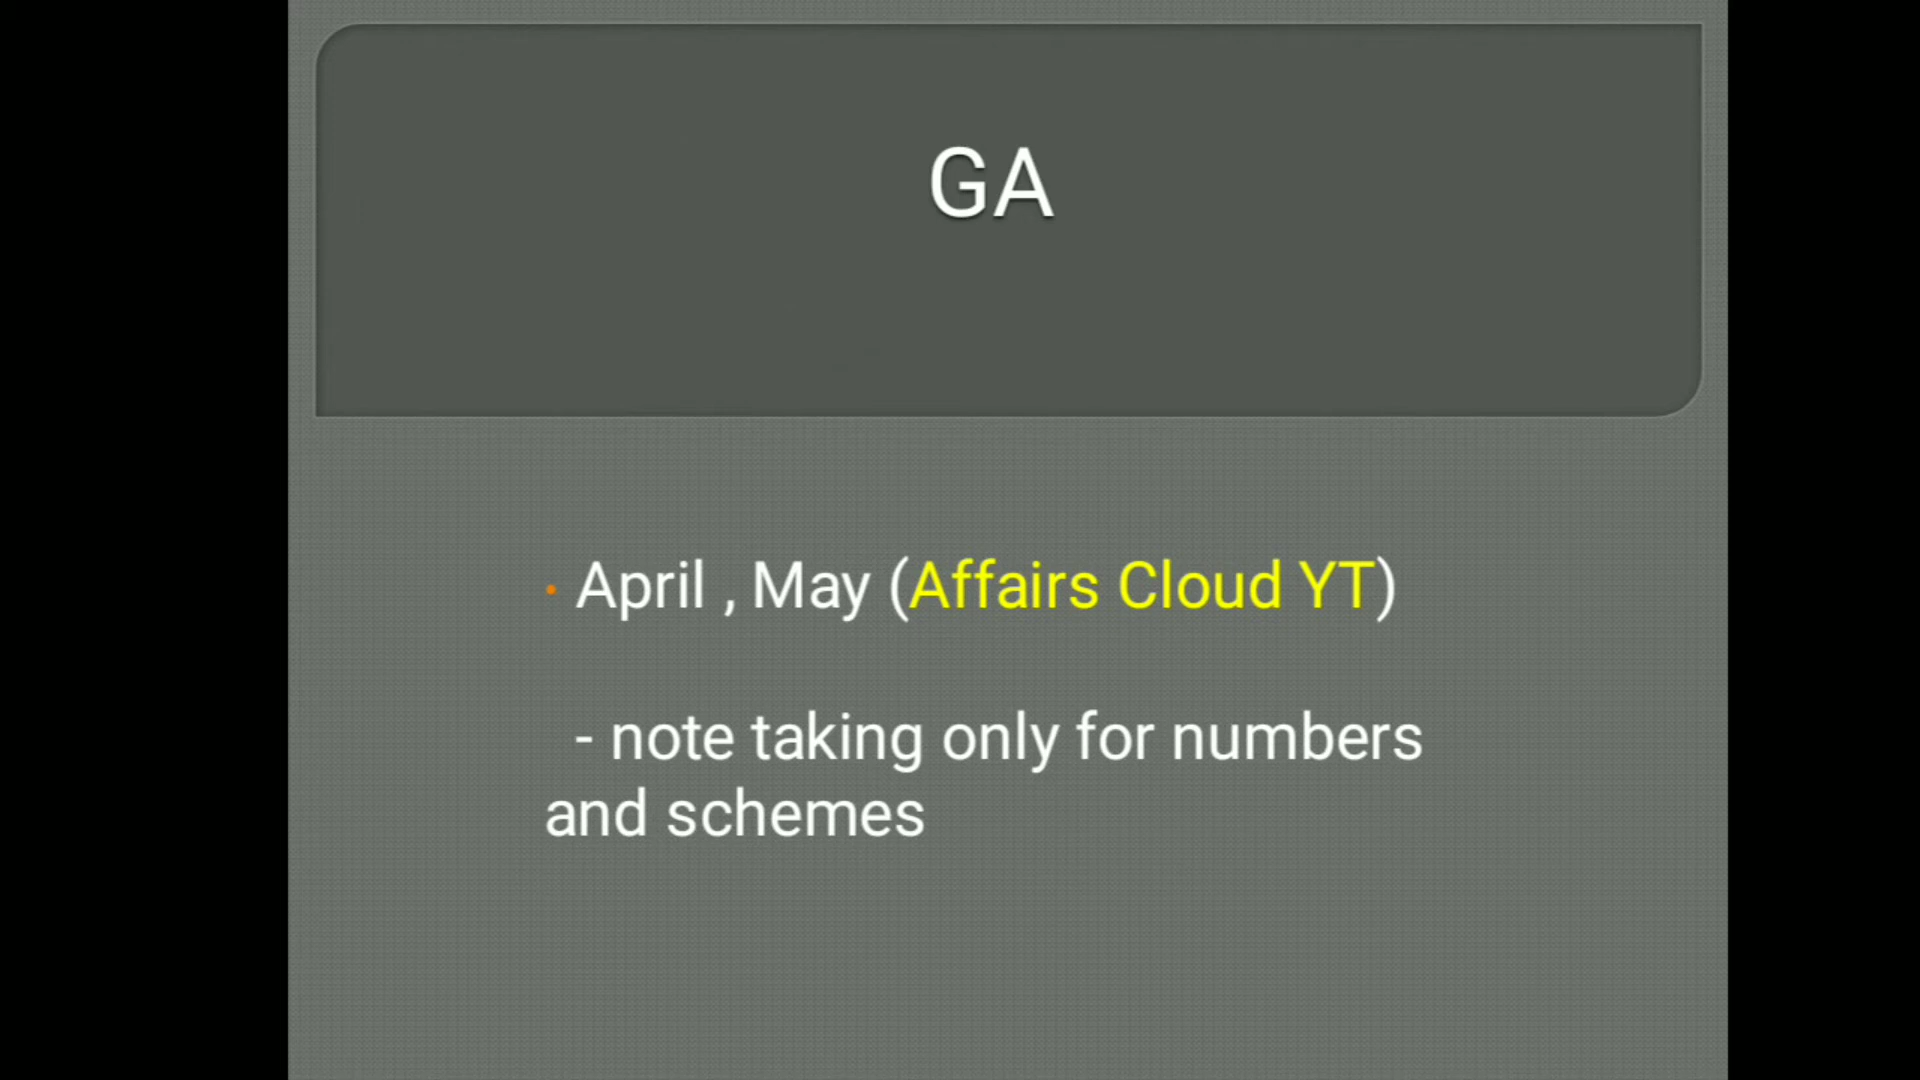 GA
• April , May (Affairs Cloud YT)
- note taking only for numbers
and schemes